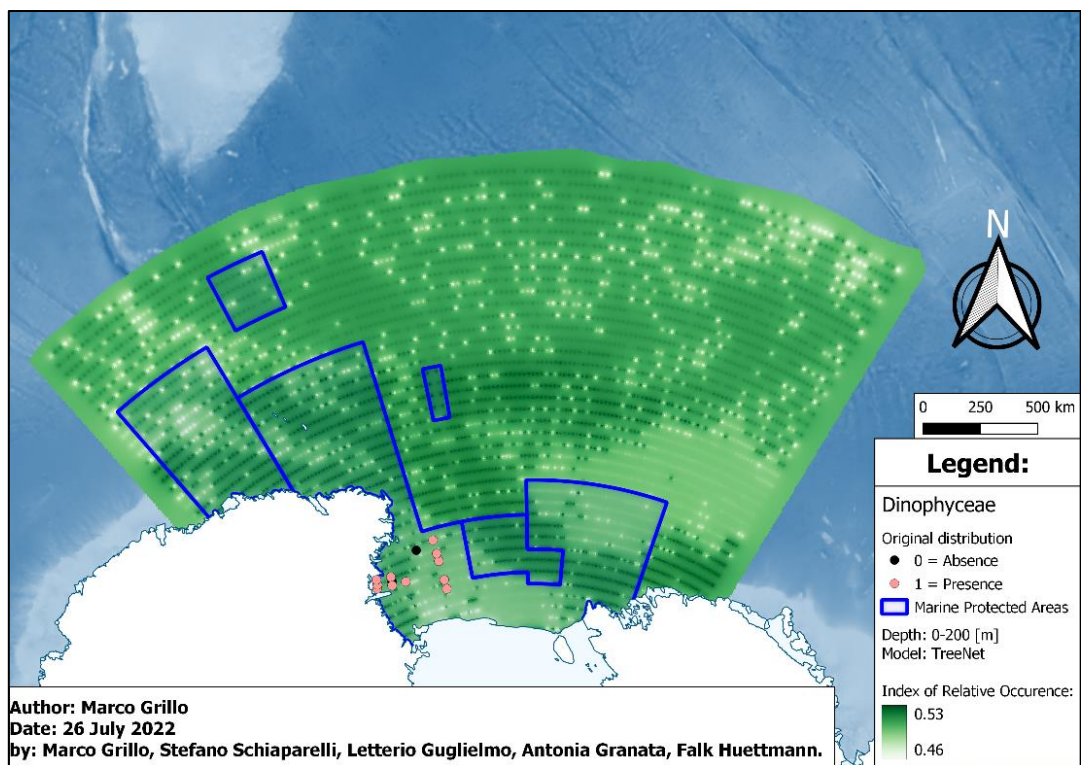 N
0 250 500 km
Legend:
Dinophyceae
Original distribution
0 = Absence
1 = Presence
Marine Protected Areas
Depth: 0-200 [m]
Model: TreeNet
Index of Relative Occurence:
0.53
0.46
Author: Marco Grillo
Date: 26 July 2022
by: Marco Grillo, Stefano Schiaparelli, Letterio Guglielmo, Antonia Granata, Falk Huettmann.